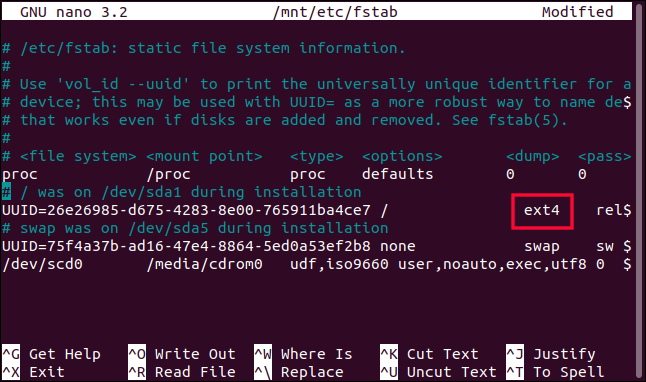 GNU nano 3.2 /mnt/etc/fstab Modified
# /etc/fstab: static file system information.
#
# Use 'vol_id --uuid' to print the universally unique identifier for a
# device; this may be used with UUID= as a more robust way to name de$
# that works even if disks are added and removed. See fstab(5).
#
# <file system> <mount point> <type> <options> <dump> <pass>
proc /proc proc defaults 0 0
# / was on /dev/sda1 during installation
UUID=26e26985-d675-4283-8e00-765911ba4ce7 / ext4 rel$
# swap was on /dev/sda5 during installation
UUID=75f4a37b-ad16-47e4-8864-5ed0a53ef2b8 none swap sw $
/dev/scd0 /media/cdrom0 udf,iso9660 user,noauto,exec,utf8 0 $
^G Get Help ^O Write Out ^W Where Is ^K Cut Text ^J Justify
^X Exit ^R Read File ^\ Replace ^U Uncut Text ^T To Spell